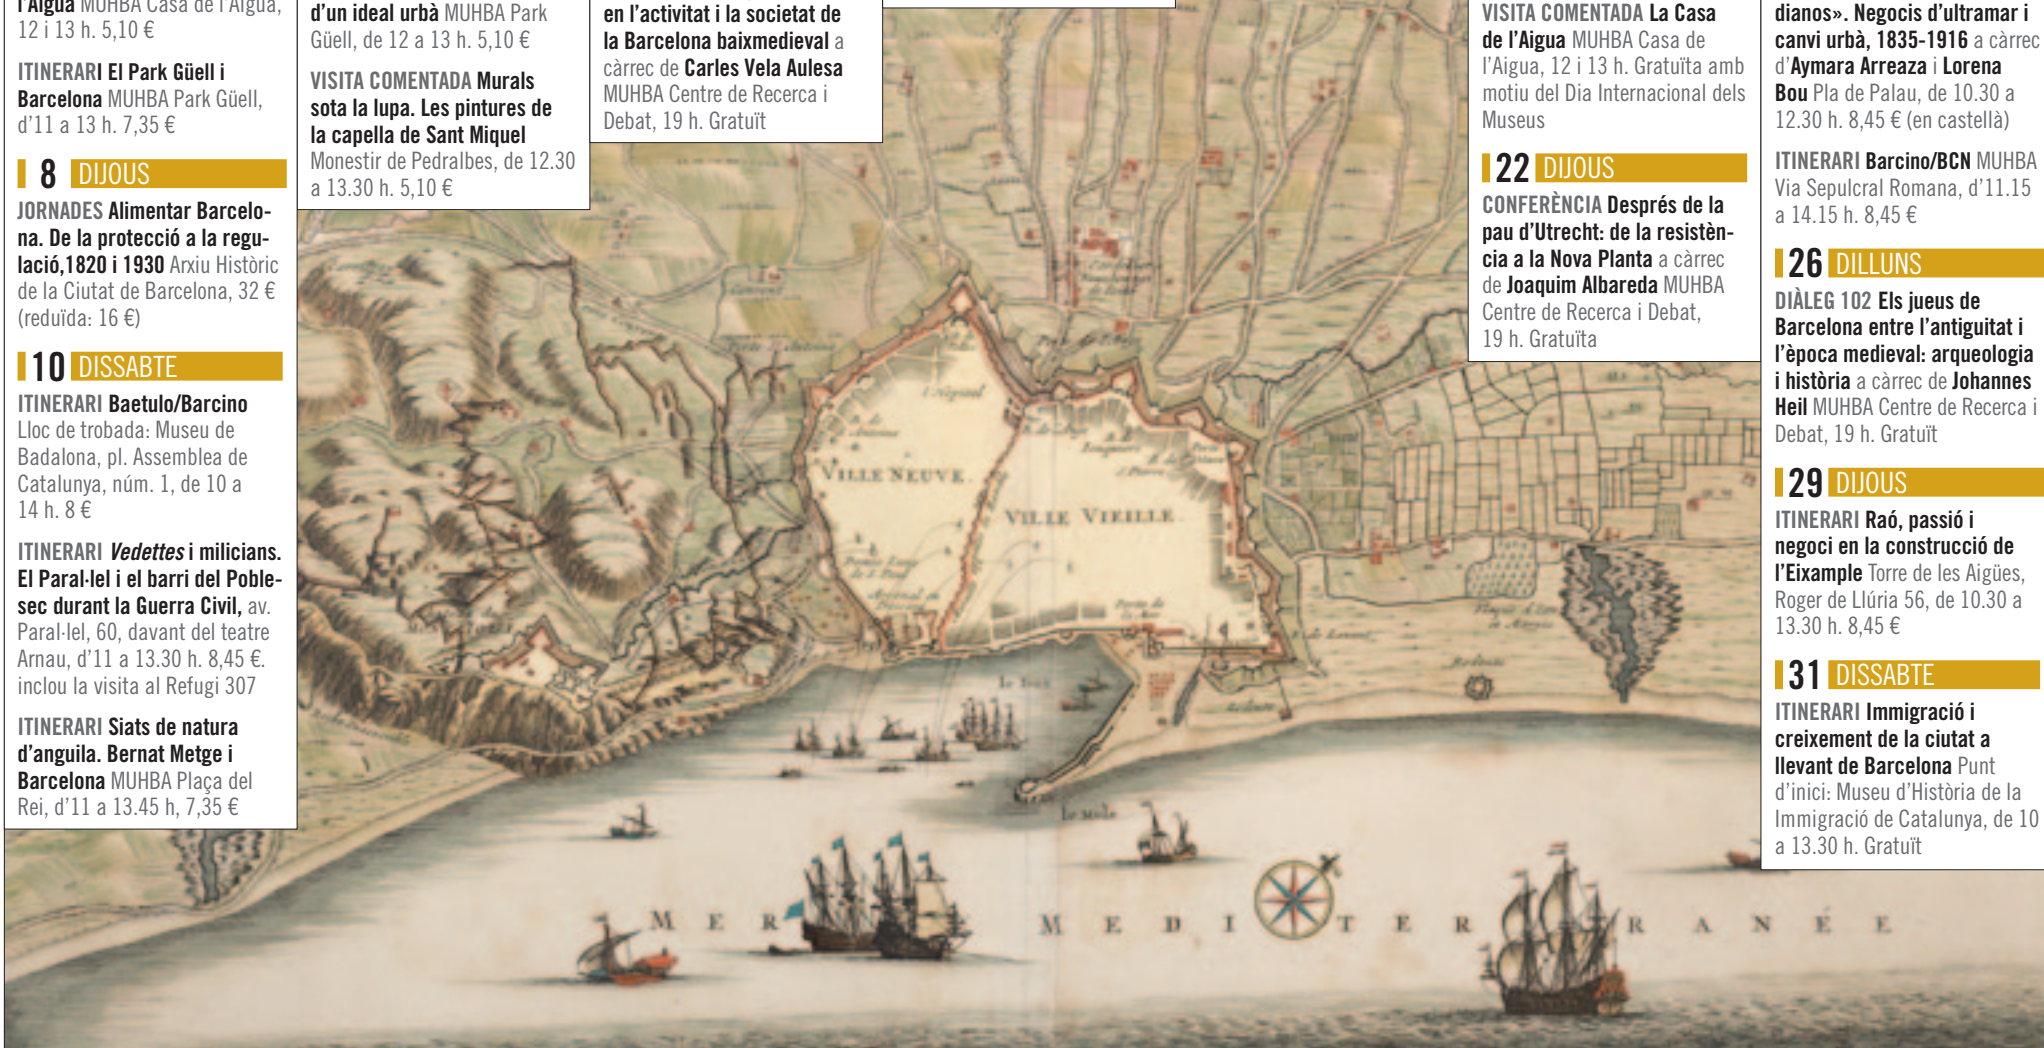 l'Aigua MUHBA Casa de l'Aigua,
12 i 13 h. 5,10 €
ITINERARI El Park Güell i
Barcelona MUHBA Park Güell,
d'11 a 13 h. 7,35 €
8 DIJOUS
JORNADES Alimentar Barcelo-
na. De la protecció a la regu-
lació,1820 i 1930 Arxiu Històric
de la Ciutat de Barcelona, 32 €
(reduïda: 16 €)
10 DISSABTE
ITINERARI Baetulo/Barcino
Lloc de trobada: Museu de
Badalona, pl. Assemblea de
Catalunya, núm. 1, de 10 a
14 h. 8 €
ITINERARI Vedettes i milicians.
El Paral·lel i el barri del Poble-
sec durant la Guerra Civil, av.
Paral·lel, 60, davant del teatre
Arnau, d'11 a 13.30 h. 8,45 €.
inclou la visita al Refugi 307
ITINERARI Siats de natura
d'anguila. Bernat Metge i
Barcelona MUHBA Plaça del
Rei, d'11 a 13.45 h, 7,35 €
d'un ideal urbà MUHBA Park
Güell, de 12 a 13 h. 5,10 €
VISITA COMENTADA Murals
sota la lupa. Les pintures de
la capella de Sant Miquel
Monestir de Pedralbes, de 12.30
a 13.30 h. 5,10 €
en l'activitat i la societat de
la Barcelona baixmedieval a
càrrec de Carles Vela Aulesa
MUHBA Centre de Recerca i
Debat, 19 h. Gratuït
VISITA COMENTADA La Casa
de l'Aigua MUHBA Casa de
l'Aigua, 12 i 13 h. Gratuïta amb
motiu del Dia Internacional dels
Museus
22 DIJOUS
CONFERÈNCIA Després de la
pau d'Utrecht: de la resistèn-
cia a la Nova Planta a càrrec
de Joaquim Albareda MUHBA
Centre de Recerca i Debat,
19 h. Gratuïta
dianos». Negocis d'ultramar i
canvi urbà, 1835-1916 a càrrec
d'Aymara Arreaza i Lorena
Bou Pla de Palau, de 10.30 a
12.30 h. 8,45 € (en castellà)
ITINERARI Barcino/BCN MUHBA
Via Sepulcral Romana, d'11.15
a 14.15 h. 8,45 €
26 DILLUNS
DIÀLEG 102 Els jueus de
Barcelona entre l'antiguitat i
l'època medieval: arqueologia
i història a càrrec de Johannes
Heil MUHBA Centre de Recerca i
Debat, 19 h. Gratuït
29 DIJOUS
ITINERARI Raó, passió i
negoci en la construcció de
l'Eixample Torre de les Aigües,
Roger de Llúria 56, de 10.30 a
13.30 h. 8,45 €
31 DISSABTE
ITINERARI Immigració i
creixement de la ciutat a
llevant de Barcelona Punt
d'inici: Museu d'Història de la
Immigració de Catalunya, de 10
a 13.30 h. Gratuït
VILLE NEUVE.
VILLE VIEILLE.
le Mole
MER MEDITERRANÉE